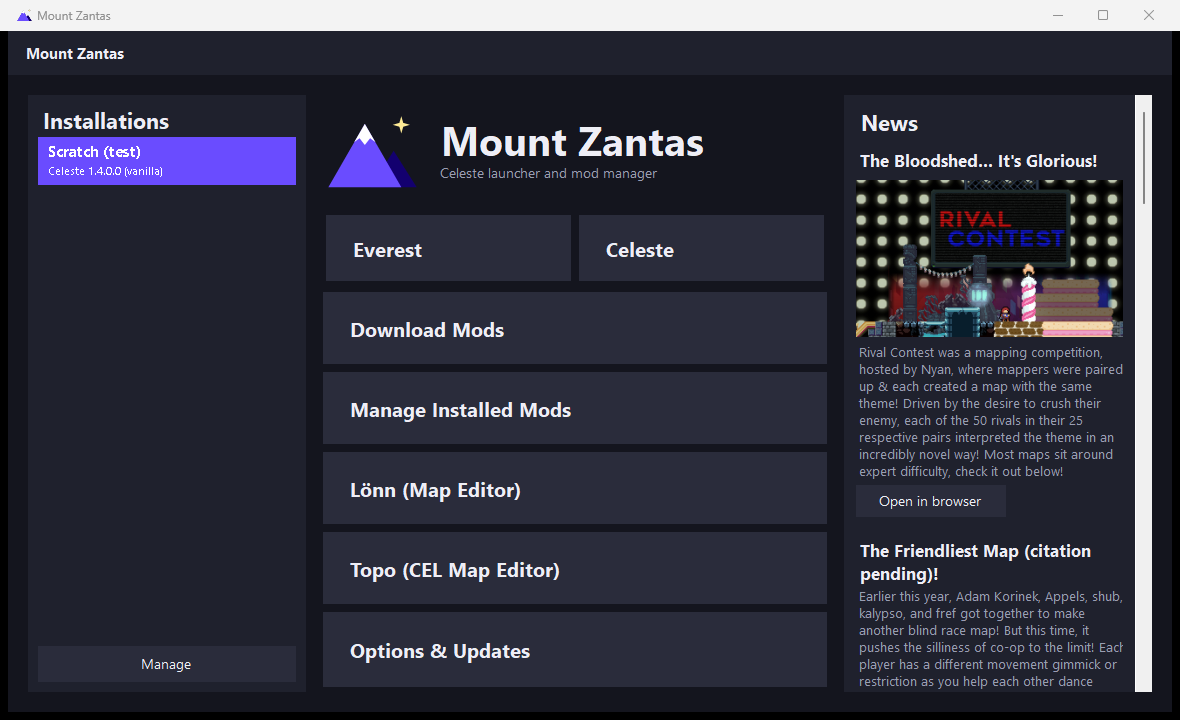 Mount Zantas
Mount Zantas
Installations
Scratch (test)
Celeste 1.4.0.0 (vanilla)
Manage
Mount Zantas
Celeste launcher and mod manager
Everest
Celeste
Download Mods
Manage Installed Mods
Lönn (Map Editor)
Topo (CEL Map Editor)
Options & Updates
News
The Bloodshed... It's Glorious!
RIVAL
CONTEST
Rival Contest was a mapping competition,
hosted by Nyan, where mappers were paired
up & each created a map with the same
theme! Driven by the desire to crush their
enemy, each of the 50 rivals in their 25
respective pairs interpreted the theme in an
incredibly novel way! Most maps sit around
expert difficulty, check it out below!
Open in browser
The Friendliest Map (citation
pending)!
Earlier this year, Adam Korinek, Appels, shub,
kalypso, and fref got together to make
another blind race map! But this time, it
pushes the silliness of co-op to the limit! Each
player has a different movement gimmick or
restriction as you help each other dance